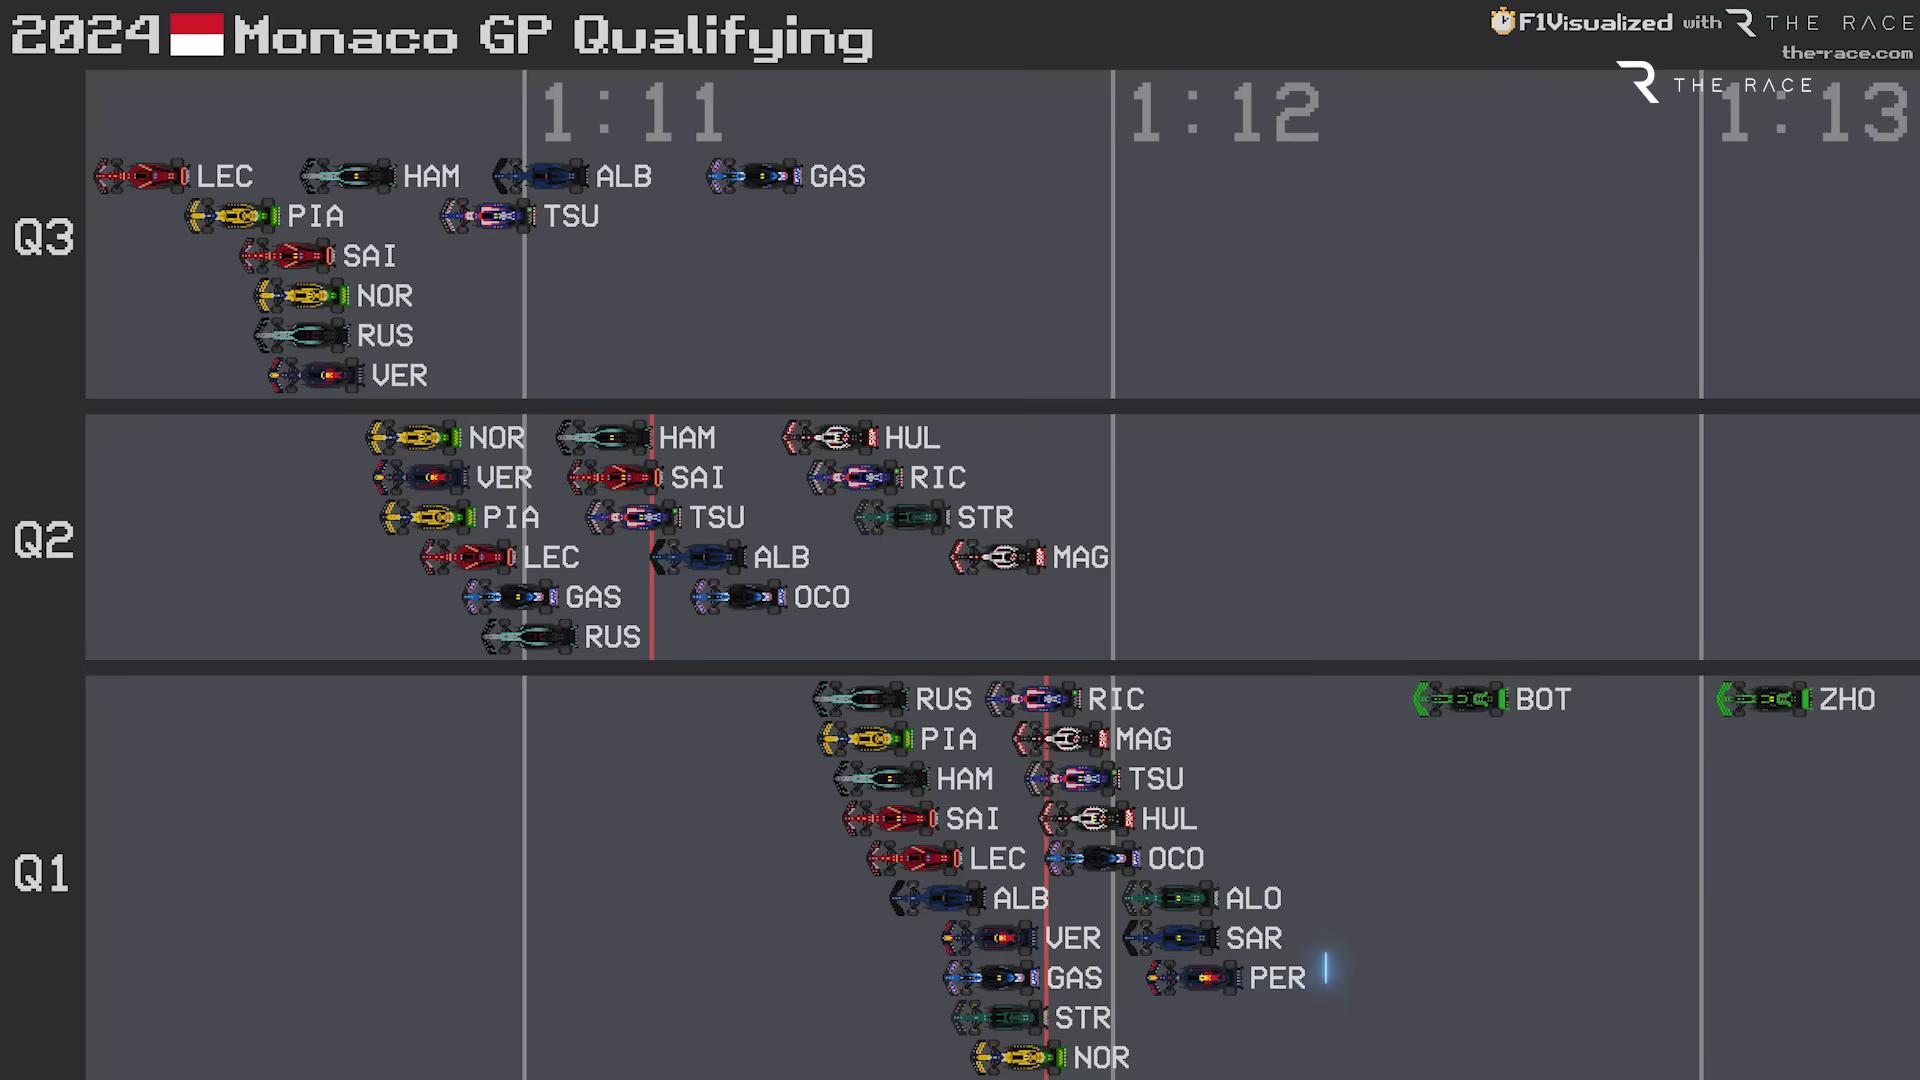 2024 Monaco GP Qualifying
F1Visualized with THE RACE
the-race.com
THE RACE
1:11 1:12 1:13
Q3
LEC HAM ALB GAS
PIA TSU
SAI
NOR
RUS
VER
Q2
NOR HAM HUL
VER SAI RIC
PIA TSU STR
LEC ALB MAG
GAS OCO
RUS
Q1
RUS RIC BOT ZHO
PIA MAG
HAM TSU
SAI HUL
LEC OCO
ALB ALO
VER SAR
GAS PER
STR
NOR